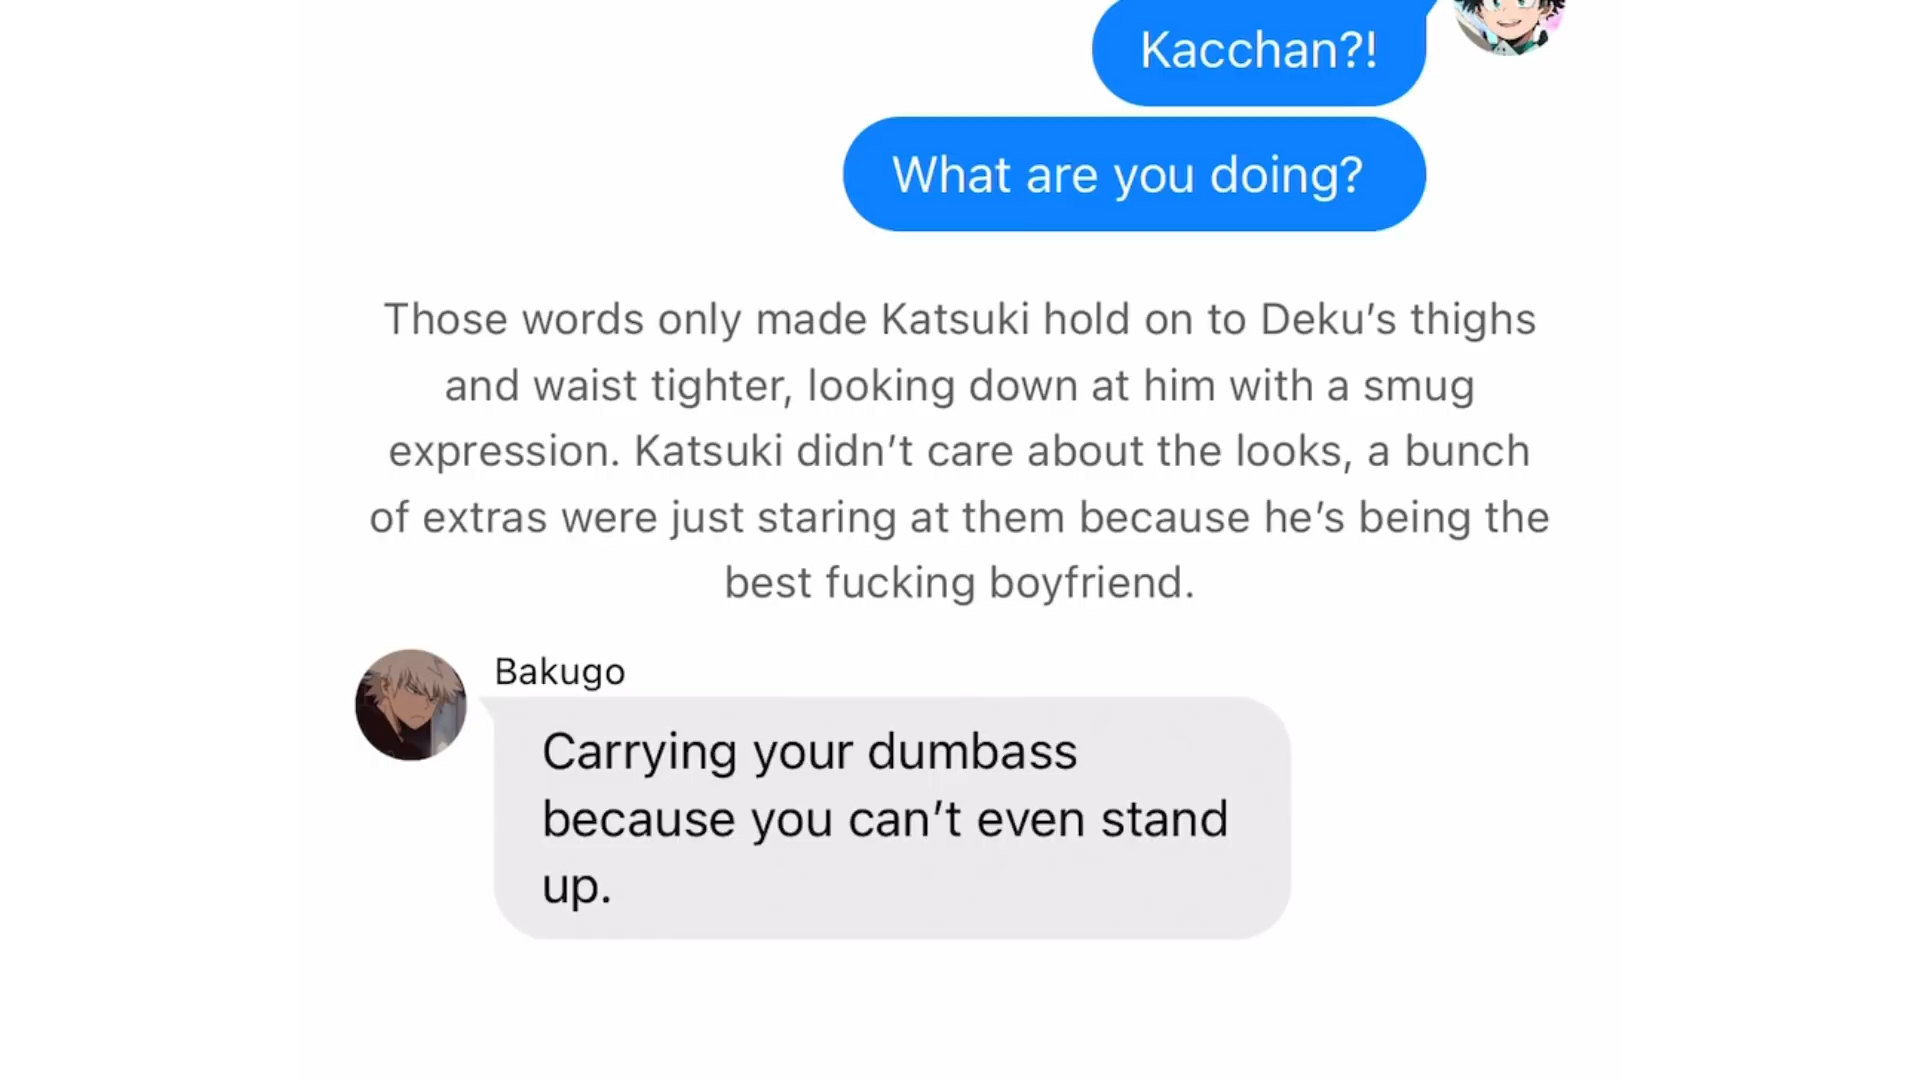 Kacchan?!
What are you doing?
Those words only made Katsuki hold on to Deku’s thighs
and waist tighter, looking down at him with a smug
expression. Katsuki didn’t care about the looks, a bunch
of extras were just staring at them because he’s being the
best fucking boyfriend.
Bakugo
Carrying your dumbass
because you can’t even stand
up.